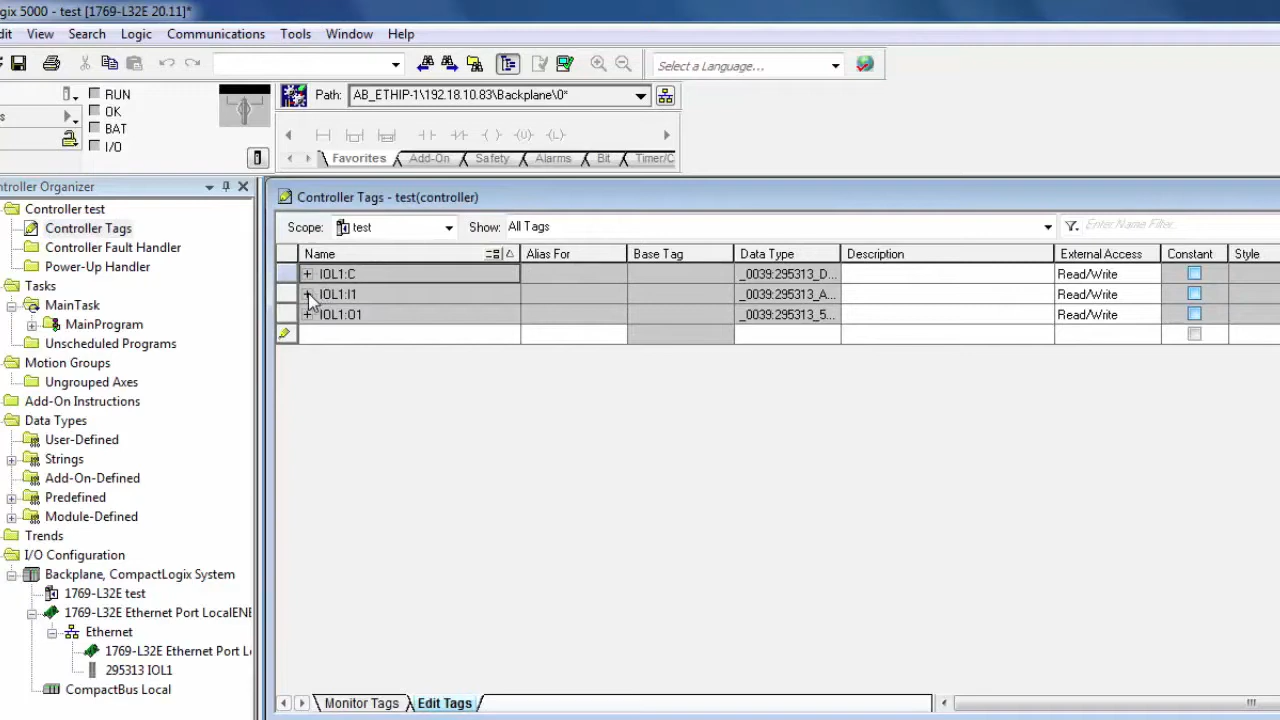 gix 5000 - test [1769-L32E 20.11]*
dit View Search Logic Communications Tools Window Help
Select a Language...
RUN
OK
BAT
I/O
s
Path: AB_ETHIP-1\192.18.10.83\Backplane\0*
(U) (L)
Favorites Add-On Safety Alarms Bit Timer/C
ntroller Organizer
Controller test
Controller Tags
Controller Fault Handler
Power-Up Handler
Tasks
MainTask
MainProgram
Unscheduled Programs
Motion Groups
Ungrouped Axes
Add-On Instructions
Data Types
User-Defined
Strings
Add-On-Defined
Predefined
Module-Defined
Trends
I/O Configuration
Backplane, CompactLogix System
1769-L32E test
1769-L32E Ethernet Port LocalENB
Ethernet
1769-L32E Ethernet Port L
295313 IOL1
CompactBus Local
Controller Tags - test(controller)
Scope: test Show: All Tags Enter Name Filter...
Name Alias For Base Tag Data Type Description External Access Constant Style
IOL1:C _0039:295313_D... Read/Write
IOL1:I1 _0039:295313_A... Read/Write
IOL1:O1 _0039:295313_5... Read/Write
Monitor Tags Edit Tags